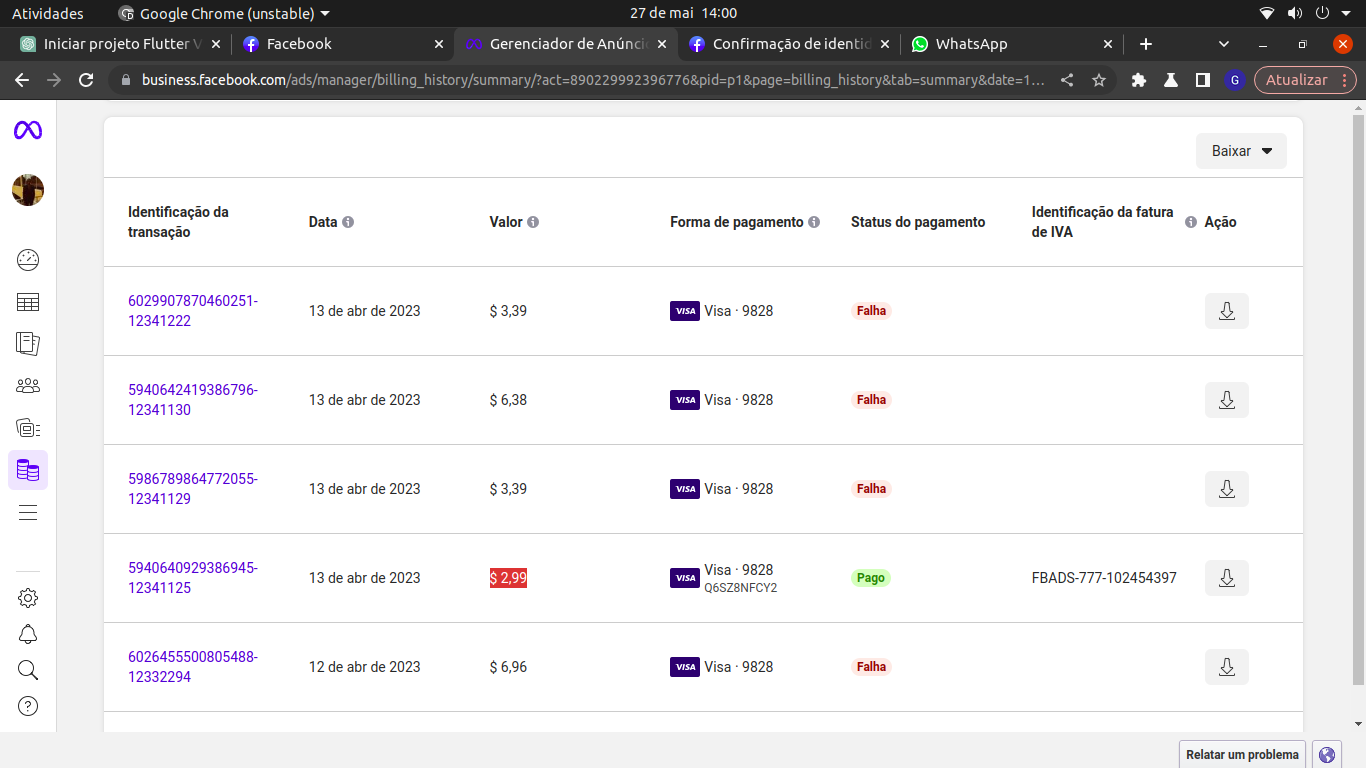 Atividades
Google Chrome (unstable)
27 de mai 14:00
Iniciar projeto Flutter V
Facebook
Gerenciador de Anúnci
Confirmação de identid
WhatsApp
business.facebook.com/ads/manager/billing_history/summary/?act=890229992396776&pid=p1&page=billing_history&tab=summary&date=1...
G
Atualizar
Baixar
Identificação da
transação
Data
Valor
Forma de pagamento
Status do pagamento
Identificação da fatura
de IVA
Ação
6029907870460251-
12341222
13 de abr de 2023
$ 3,39
VISA
Visa · 9828
Falha
5940642419386796-
12341130
13 de abr de 2023
$ 6,38
VISA
Visa · 9828
Falha
5986789864772055-
12341129
13 de abr de 2023
$ 3,39
VISA
Visa · 9828
Falha
5940640929386945-
12341125
13 de abr de 2023
$ 2,99
VISA
Visa · 9828
Q6SZ8NFCY2
Pago
FBADS-777-102454397
6026455500805488-
12332294
12 de abr de 2023
$ 6,96
VISA
Visa · 9828
Falha
Relatar um problema